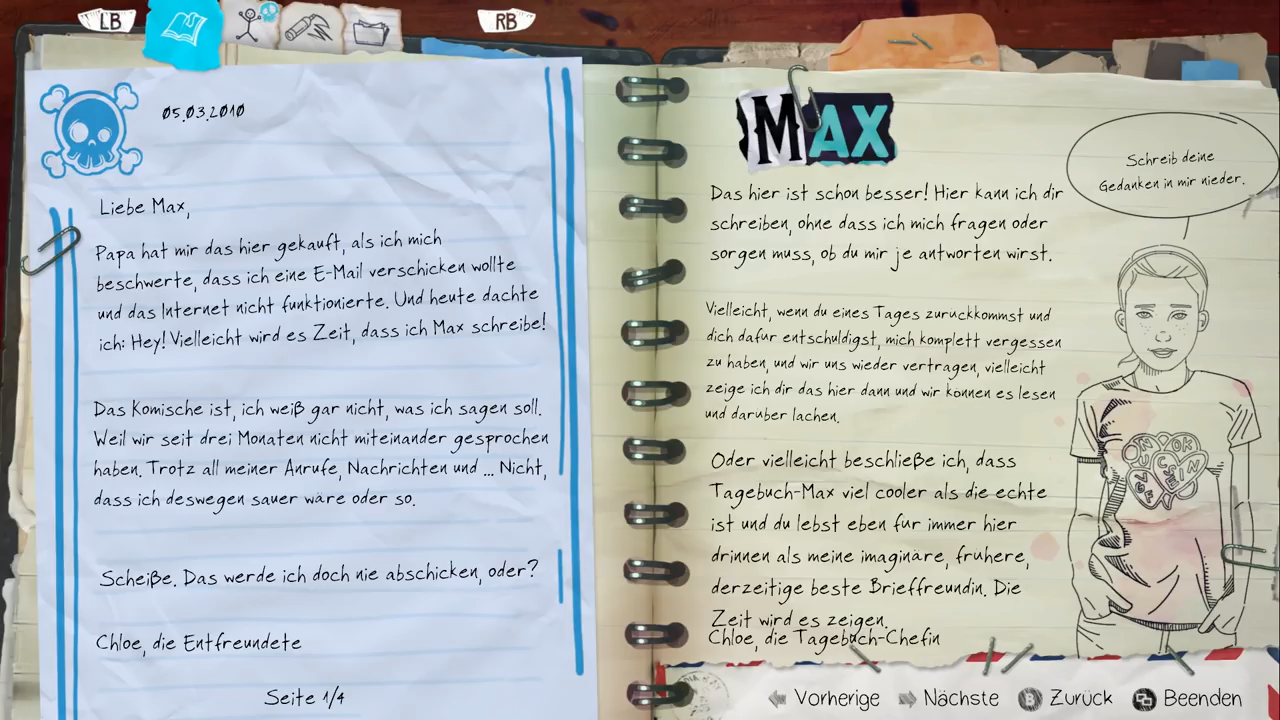 LB
RB
05.03.2010
Liebe Max,
Papa hat mir das hier gekauft, als ich mich
beschwerte, dass ich eine E-Mail verschicken wollte
und das Internet nicht funktionierte. Und heute dachte
ich: Hey! Vielleicht wird es Zeit, dass ich Max schreibe!
Das Komische ist, ich weiß gar nicht, was ich sagen soll.
Weil wir seit drei Monaten nicht miteinander gesprochen
haben. Trotz all meiner Anrufe, Nachrichten und ... Nicht,
dass ich deswegen sauer wäre oder so.
Scheiße. Das werde ich doch nie abschicken, oder?
Chloe, die Entfreundete
Seite 1/4
MAX
Das hier ist schon besser! Hier kann ich dir
schreiben, ohne dass ich mich fragen oder
sorgen muss, ob du mir je antworten wirst.
Vielleicht, wenn du eines Tages zurückkommst und
dich dafür entschuldigst, mich komplett vergessen
zu haben, und wir uns wieder vertragen, vielleicht
zeige ich dir das hier dann und wir können es lesen
und darüber lachen.
Oder vielleicht beschließe ich, dass
Tagebuch-Max viel cooler als die echte
ist und du lebst eben für immer hier
drinnen als meine imaginäre, frühere,
derzeitige beste Brieffreundin. Die
Zeit wird es zeigen.
Chloe, die Tagebuch-Chefin
Schreib deine
Gedanken in mir nieder.
Vorherige
Nächste
B Zurück
Beenden